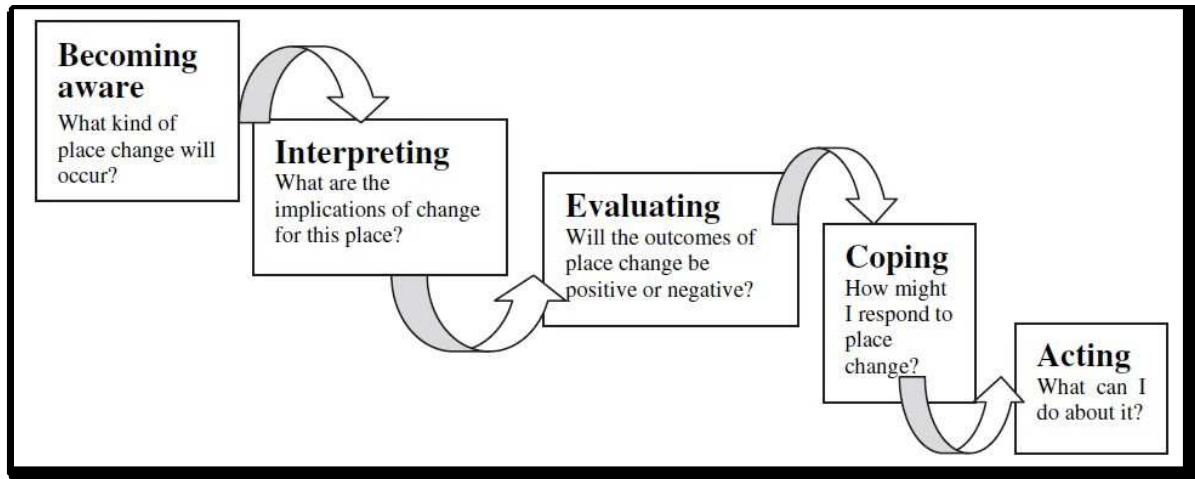 Becoming
aware
What kind of
place change will
occur?
Interpreting
What are the
implications of change
for this place?
Evaluating
Will the outcomes of
place change be
positive or negative?
Coping
How might
I respond to
place
change?
Acting
What can I
do about it?